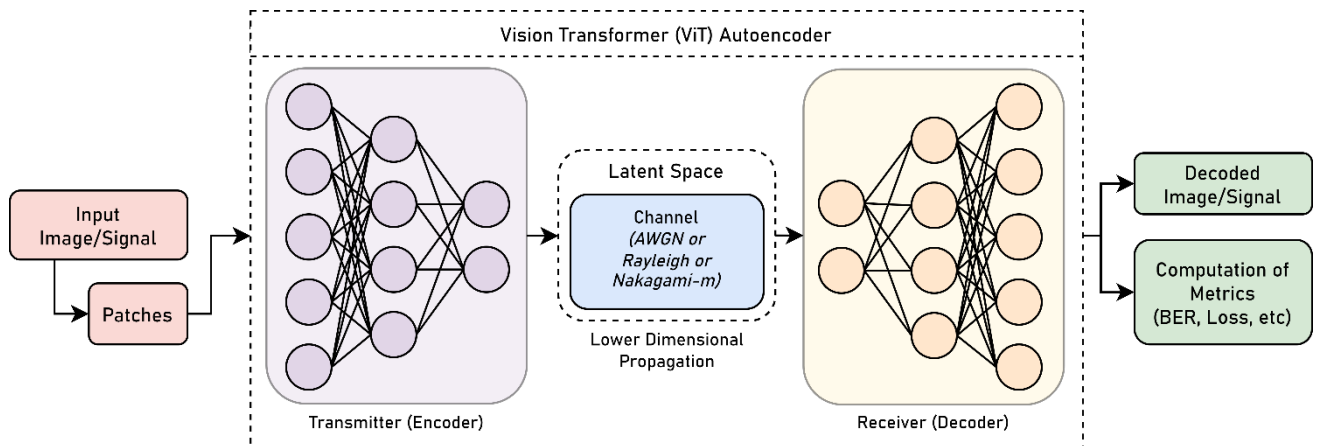 Vision Transformer (ViT) Autoencoder
Input
Image/Signal
Patches
Transmitter (Encoder)
Latent Space
Channel
(AWGN or
Rayleigh or
Nakagami-m)
Lower Dimensional
Propagation
Receiver (Decoder)
Decoded
Image/Signal
Computation of
Metrics
(BER, Loss, etc)